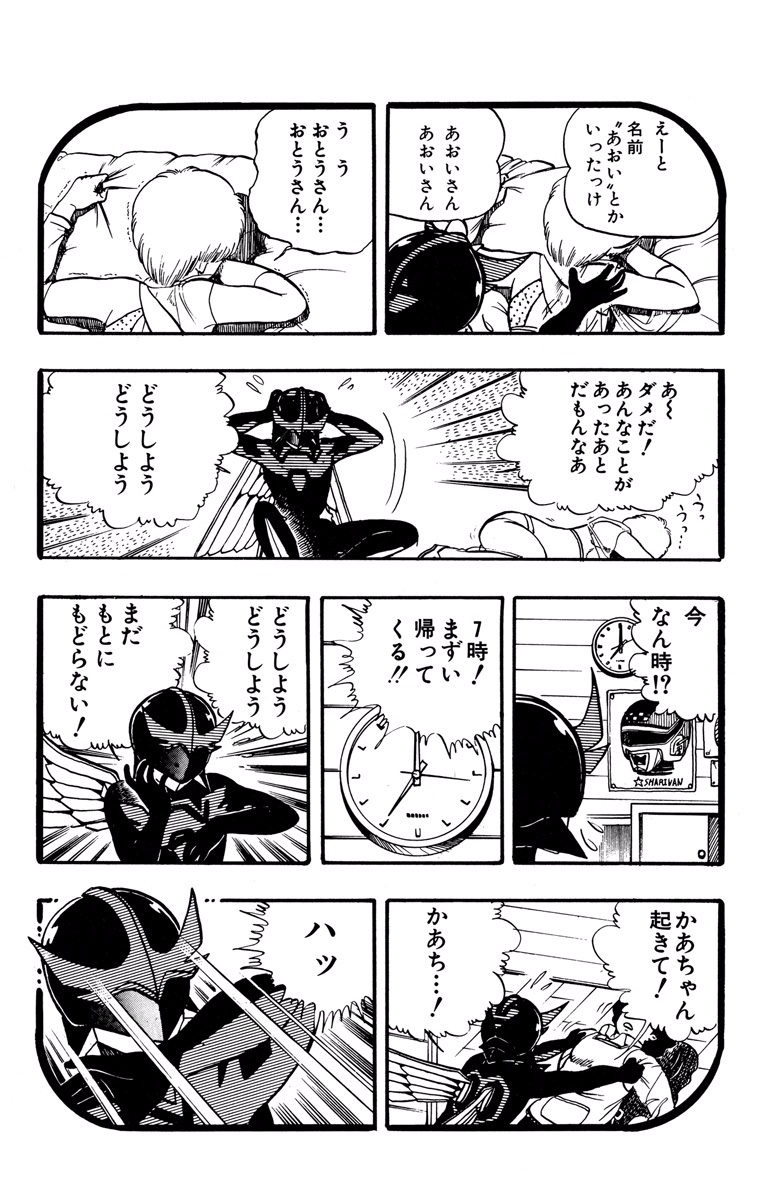 えーと
名前
〝あおい〟とか
いったっけ
あおいさん
あおいさん
うう
おとうさん…
おとうさん…
あ〜
ダメだ！
あんなことが
あったあと
だもんなあ
うっ
うっ…
どうしよう
どうしよう
今
なん時!?
☆SHARIVAN
7時！
まずい
帰って
くる!!
どうしよう
どうしよう
まだ
もとに
もどらない！
かあちゃん
起きて！
かあち…！
ハッ